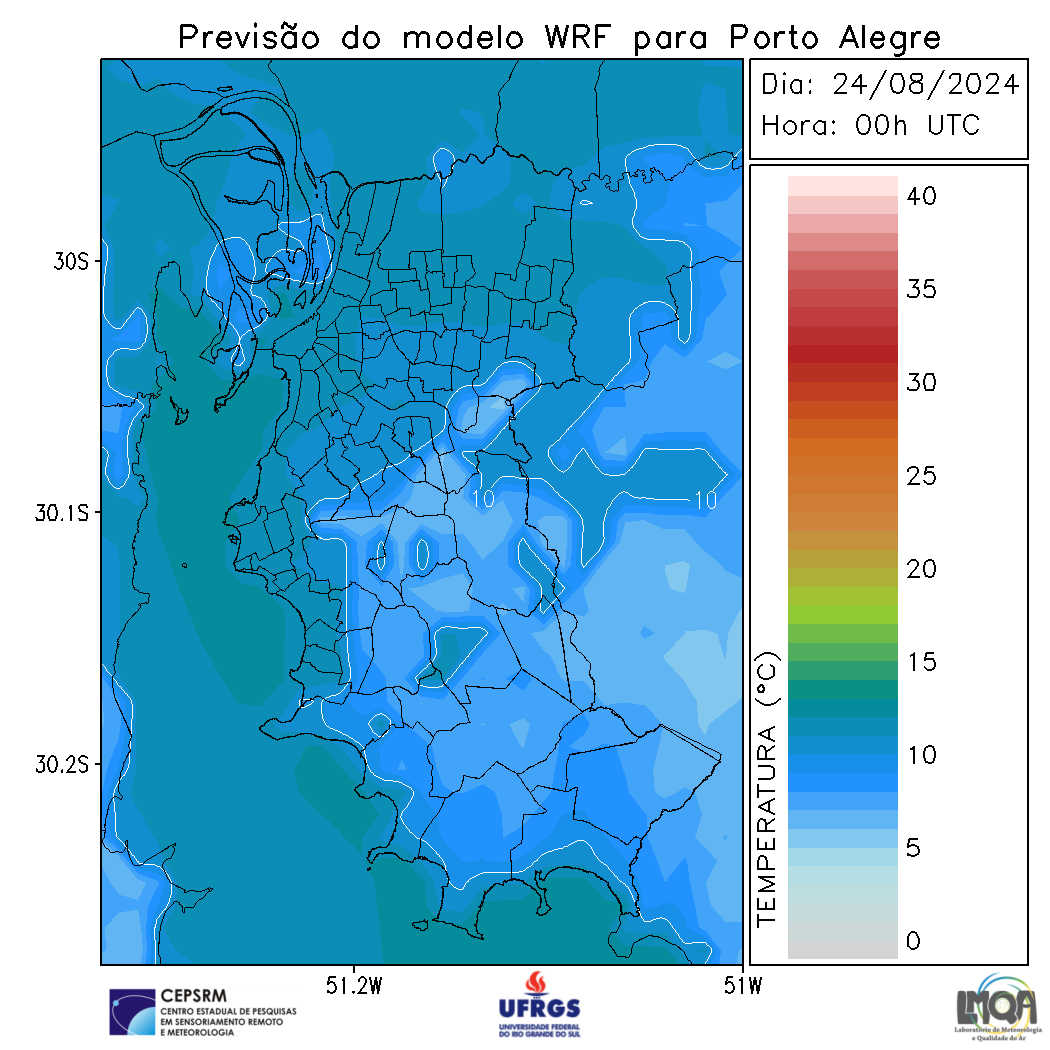 Previsão do modelo WRF para Porto Alegre
Dia: 24/08/2024
Hora: 00h UTC
40
35
30
25
20
15
10
5
0
TEMPERATURA (°C)
30S
30.1S
30.2S
10
10
51.2W
51W
CEPSRM
CENTRO ESTADUAL DE PESQUISAS
EM SENSORIAMENTO REMOTO
E METEOROLOGIA
UFRGS
UNIVERSIDADE FEDERAL
DO RIO GRANDE DO SUL
LMQA
Laboratório de Meteorologia
e Qualidade do Ar